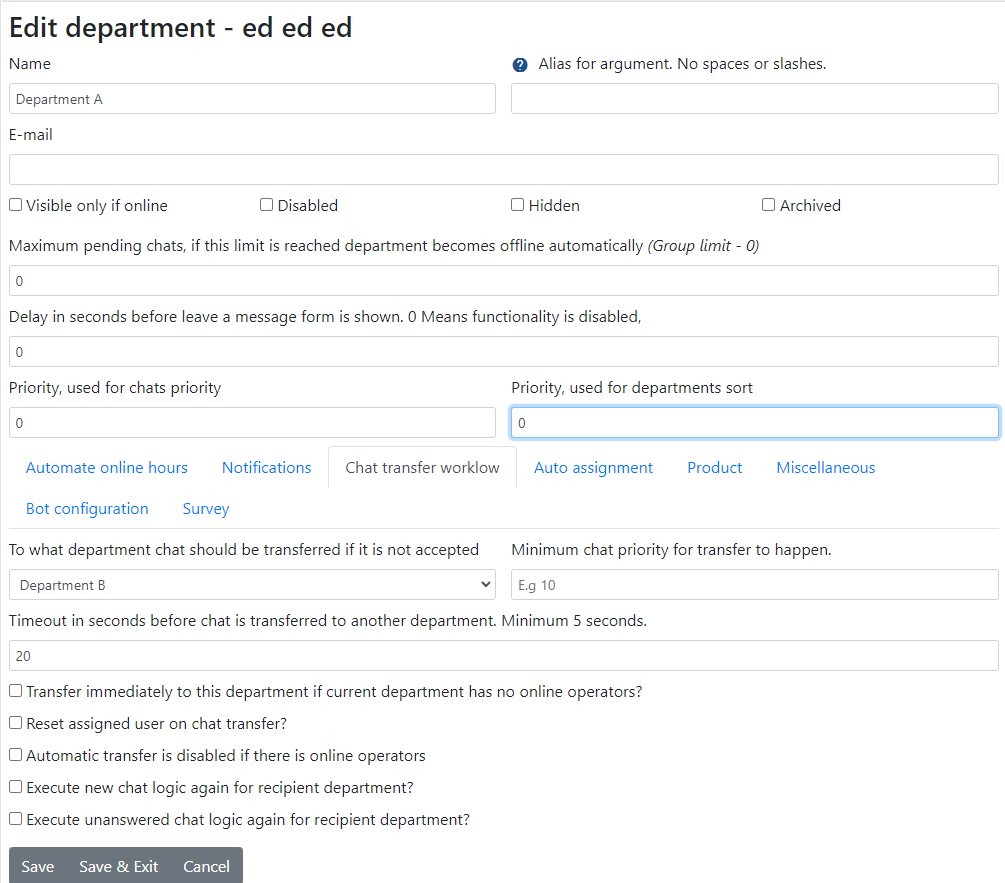 Edit department - ed ed ed
Name
? Alias for argument. No spaces or slashes.
Department A
E-mail
Visible only if online
Disabled
Hidden
Archived
Maximum pending chats, if this limit is reached department becomes offline automatically (Group limit - 0)
0
Delay in seconds before leave a message form is shown. 0 Means functionality is disabled,
0
Priority, used for chats priority
Priority, used for departments sort
0
0
Automate online hours
Notifications
Chat transfer worklow
Auto assignment
Product
Miscellaneous
Bot configuration
Survey
To what department chat should be transferred if it is not accepted
Minimum chat priority for transfer to happen.
Department B
E.g 10
Timeout in seconds before chat is transferred to another department. Minimum 5 seconds.
20
Transfer immediately to this department if current department has no online operators?
Reset assigned user on chat transfer?
Automatic transfer is disabled if there is online operators
Execute new chat logic again for recipient department?
Execute unanswered chat logic again for recipient department?
Save
Save & Exit
Cancel